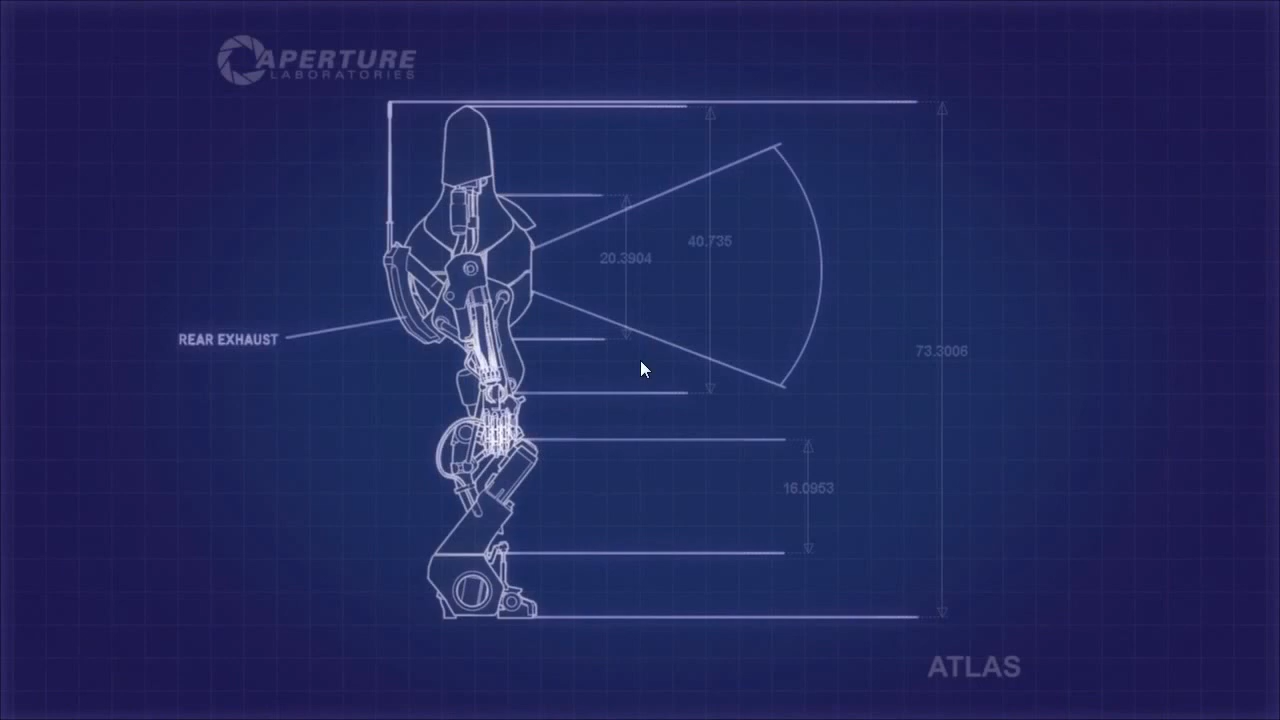 APERTURE
LABORATORIES
40.735
20.3904
REAR EXHAUST
73.3006
16.0953
ATLAS